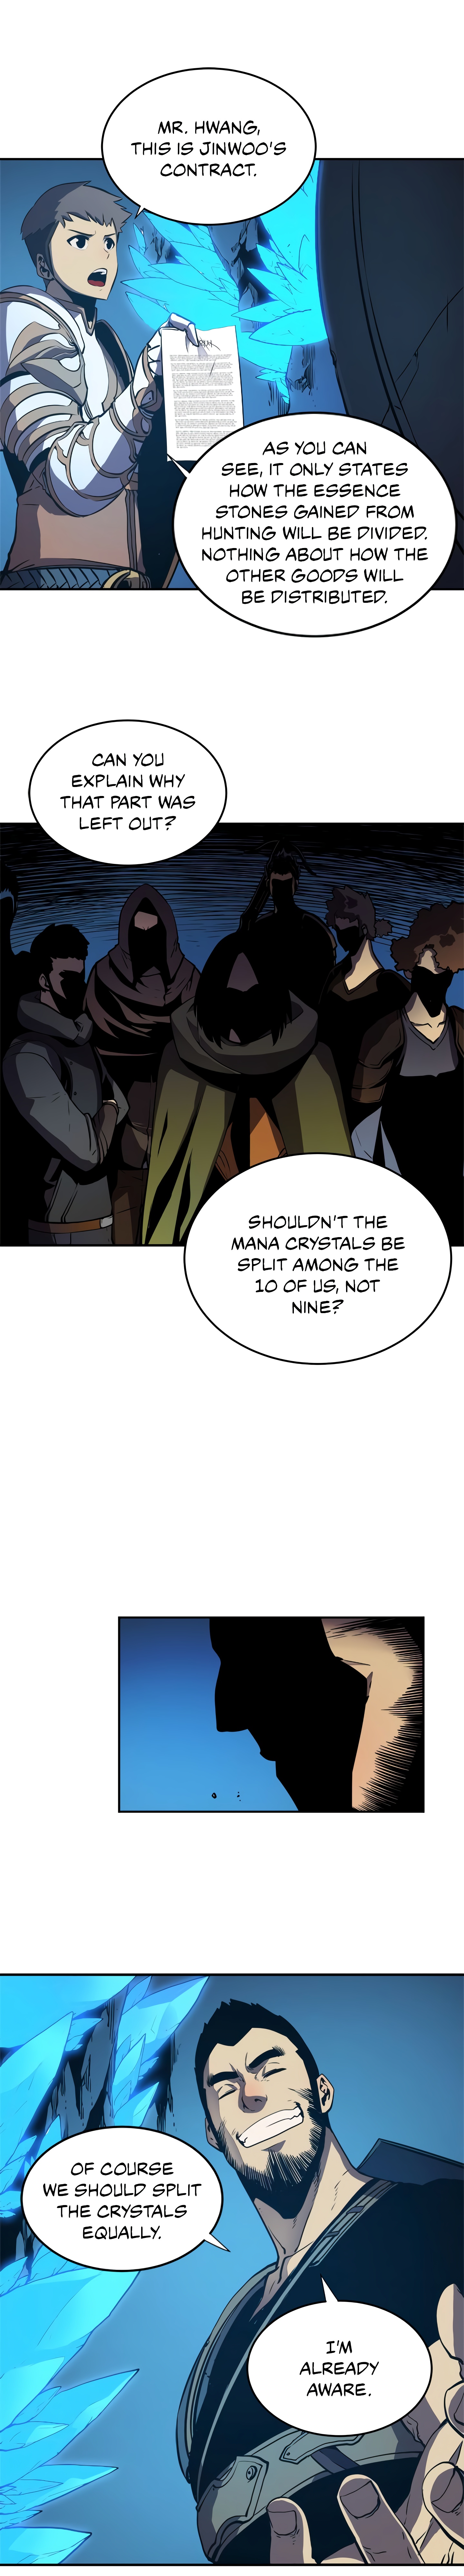 MR. HWANG,
THIS IS JINWOO'S
CONTRACT.
AS YOU CAN
SEE, IT ONLY STATES
HOW THE ESSENCE
STONES GAINED FROM
HUNTING WILL BE DIVIDED.
NOTHING ABOUT HOW THE
OTHER GOODS WILL
BE DISTRIBUTED.
CAN YOU
EXPLAIN WHY
THAT PART WAS
LEFT OUT?
SHOULDN'T THE
MANA CRYSTALS BE
SPLIT AMONG THE
10 OF US, NOT
NINE?
OF COURSE
WE SHOULD SPLIT
THE CRYSTALS
EQUALLY.
I'M
ALREADY
AWARE.